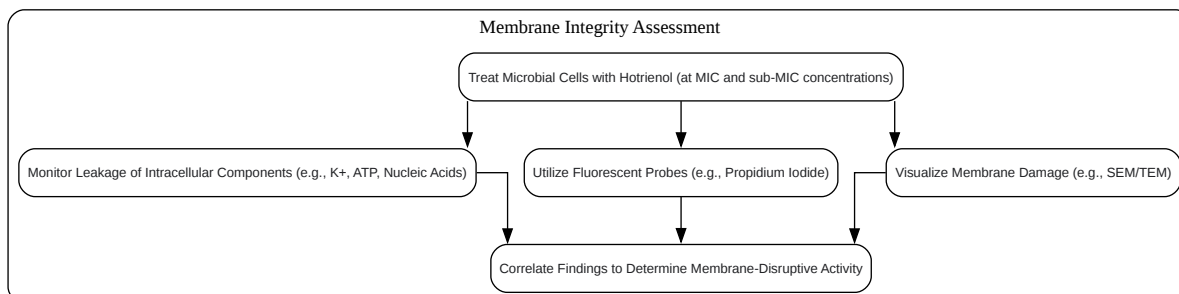 Membrane Integrity Assessment
Treat Microbial Cells with Hotrienol (at MIC and sub-MIC concentrations)
Monitor Leakage of Intracellular Components (e.g., K+, ATP, Nucleic Acids)
Utilize Fluorescent Probes (e.g., Propidium Iodide)
Visualize Membrane Damage (e.g., SEM/TEM)
Correlate Findings to Determine Membrane-Disruptive Activity